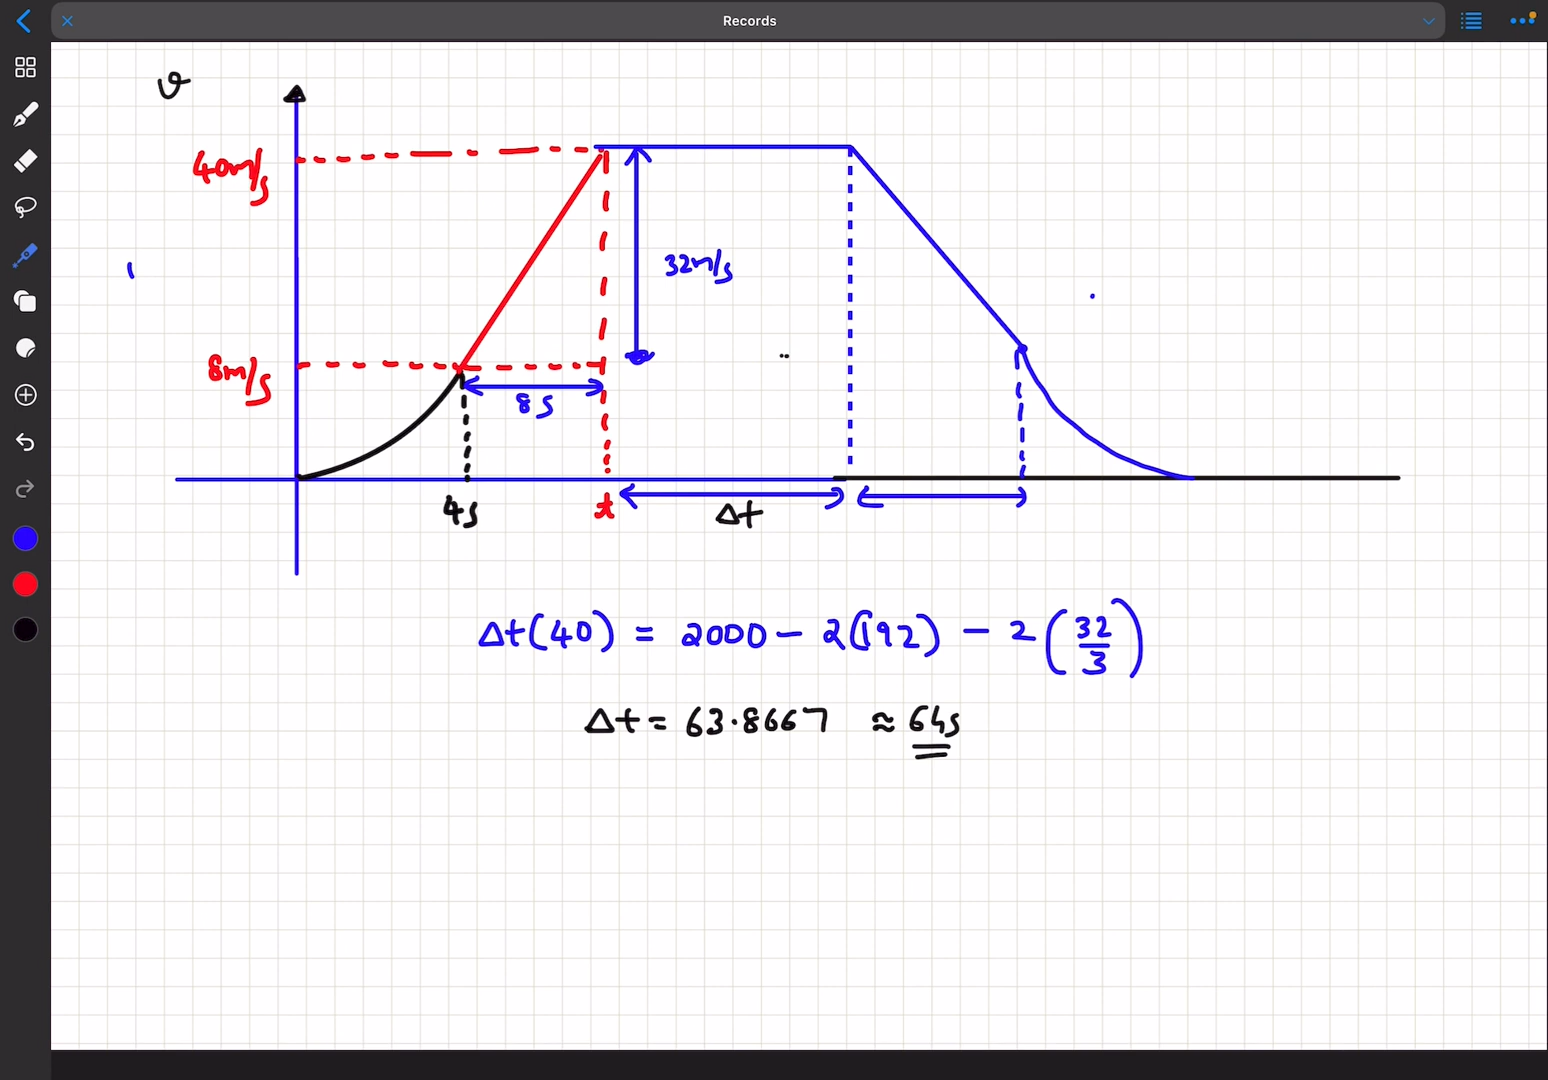 Records
v
40m/s
32m/s
8m/s
8s
4s
t
Δt
Δt(40) = 2000 - 2(192) - 2(32/3)
Δt = 63.8667 ≈ 64s